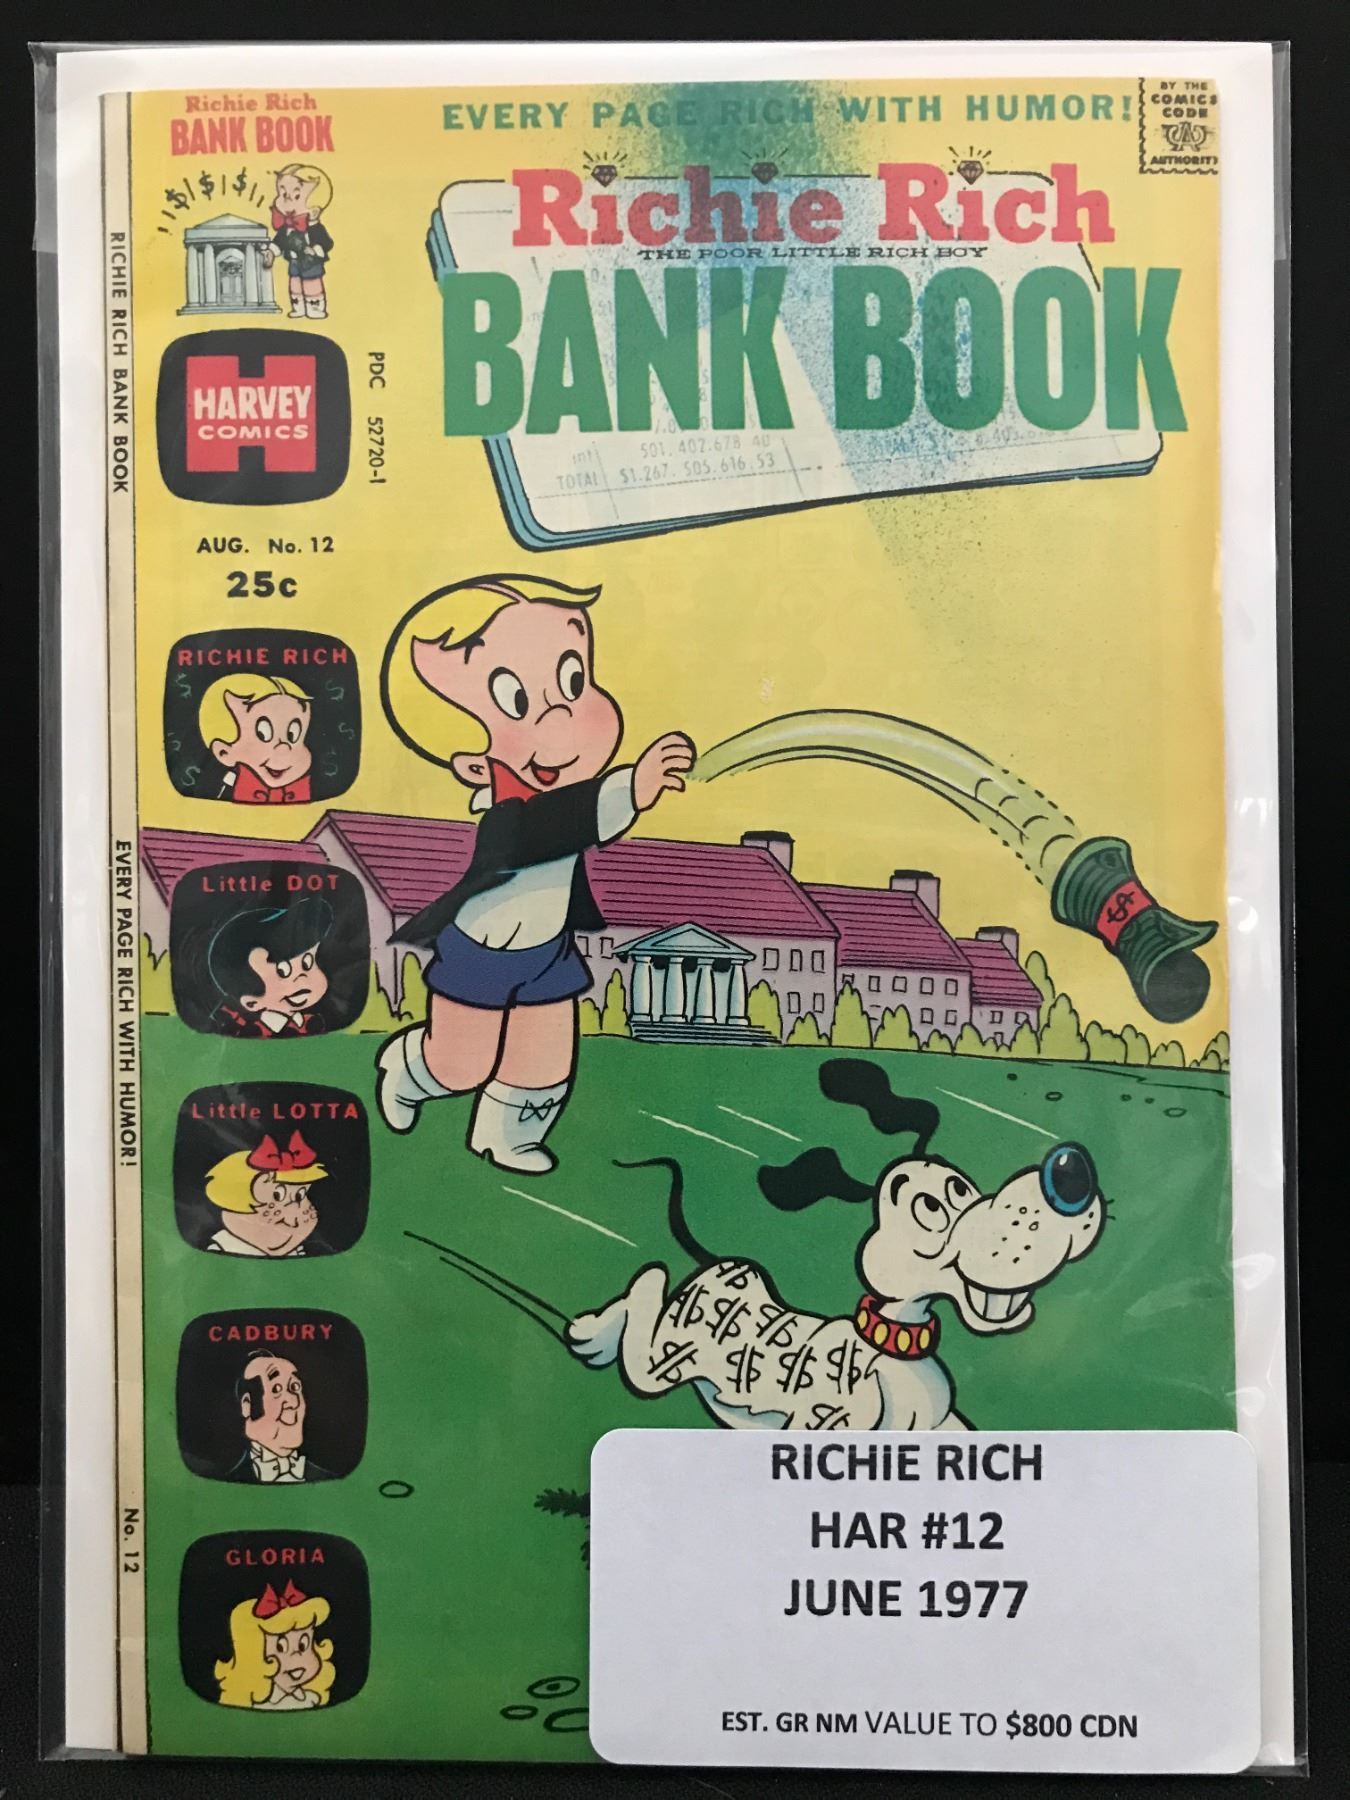 Richie Rich
BANK BOOK
$ $ $
EVERY PAGE RICH WITH HUMOR!
BY THE
COMICS
CODE
AUTHORITY
Richie Rich
THE POOR LITTLE RICH BOY
BANK BOOK
int
501,402.678 40
TOTAL $1.267.505.616.53
RICHIE RICH BANK BOOK
EVERY PAGE RICH WITH HUMOR!
No. 12
HARVEY
COMICS
PDC 52720-1
AUG. No. 12
25c
RICHIE RICH
Little DOT
Little LOTTA
CADBURY
GLORIA
RICHIE RICH
HAR #12
JUNE 1977
EST. GR NM VALUE TO $800 CDN